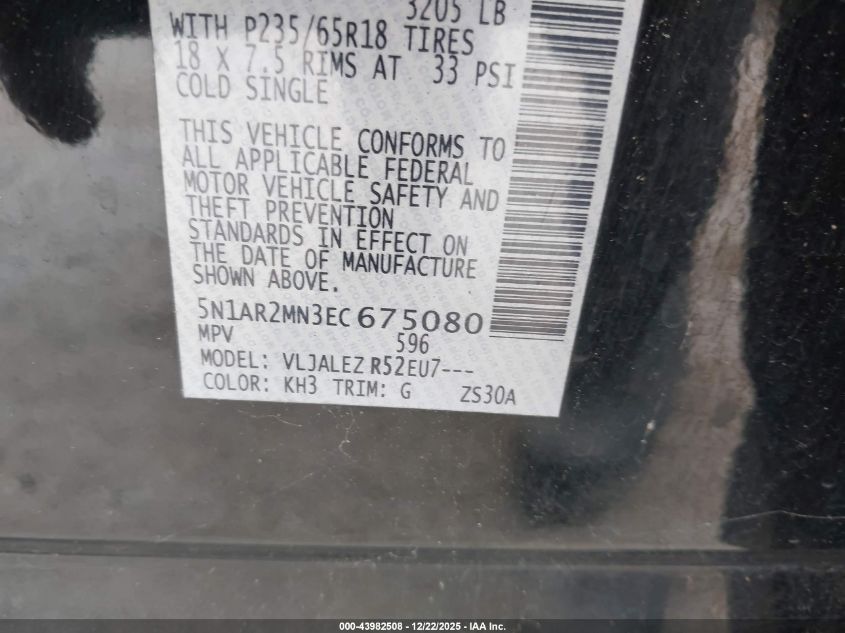 3205 LB
WITH P235/65R18 TIRES
18 X 7.5 RIMS AT 33 PSI
COLD SINGLE
THIS VEHICLE CONFORMS TO
ALL APPLICABLE FEDERAL
MOTOR VEHICLE SAFETY AND
THEFT PREVENTION
STANDARDS IN EFFECT ON
THE DATE OF MANUFACTURE
SHOWN ABOVE.
5N1AR2MN3EC675080
MPV 596
MODEL: VLJALEZ R52EU7---
COLOR: KH3 TRIM: G ZS30A
000-43982508 - 12/22/2025 - IAA Inc.